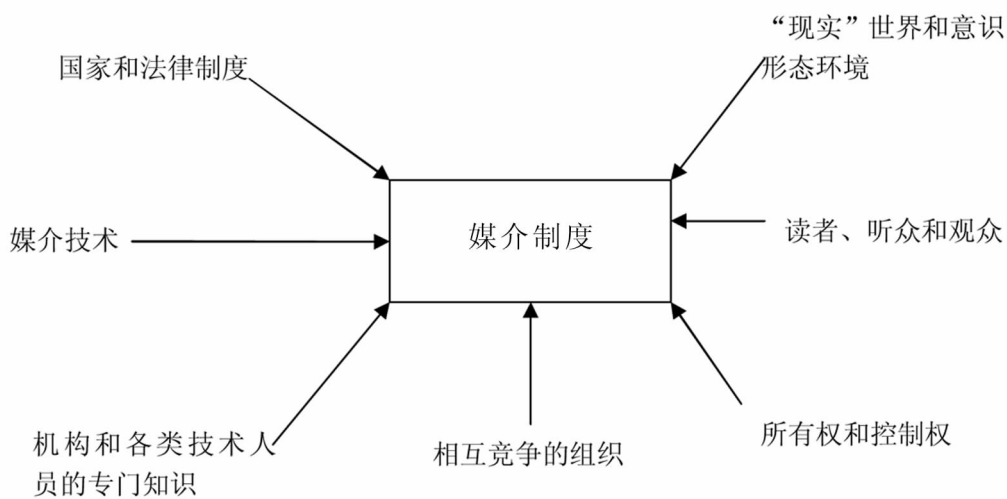 “现实”世界和意识
形态环境
国家和法律制度
媒介制度
读者、听众和观众
媒介技术
机构和各类技术人
员的专门知识
相互竞争的组织
所有权和控制权